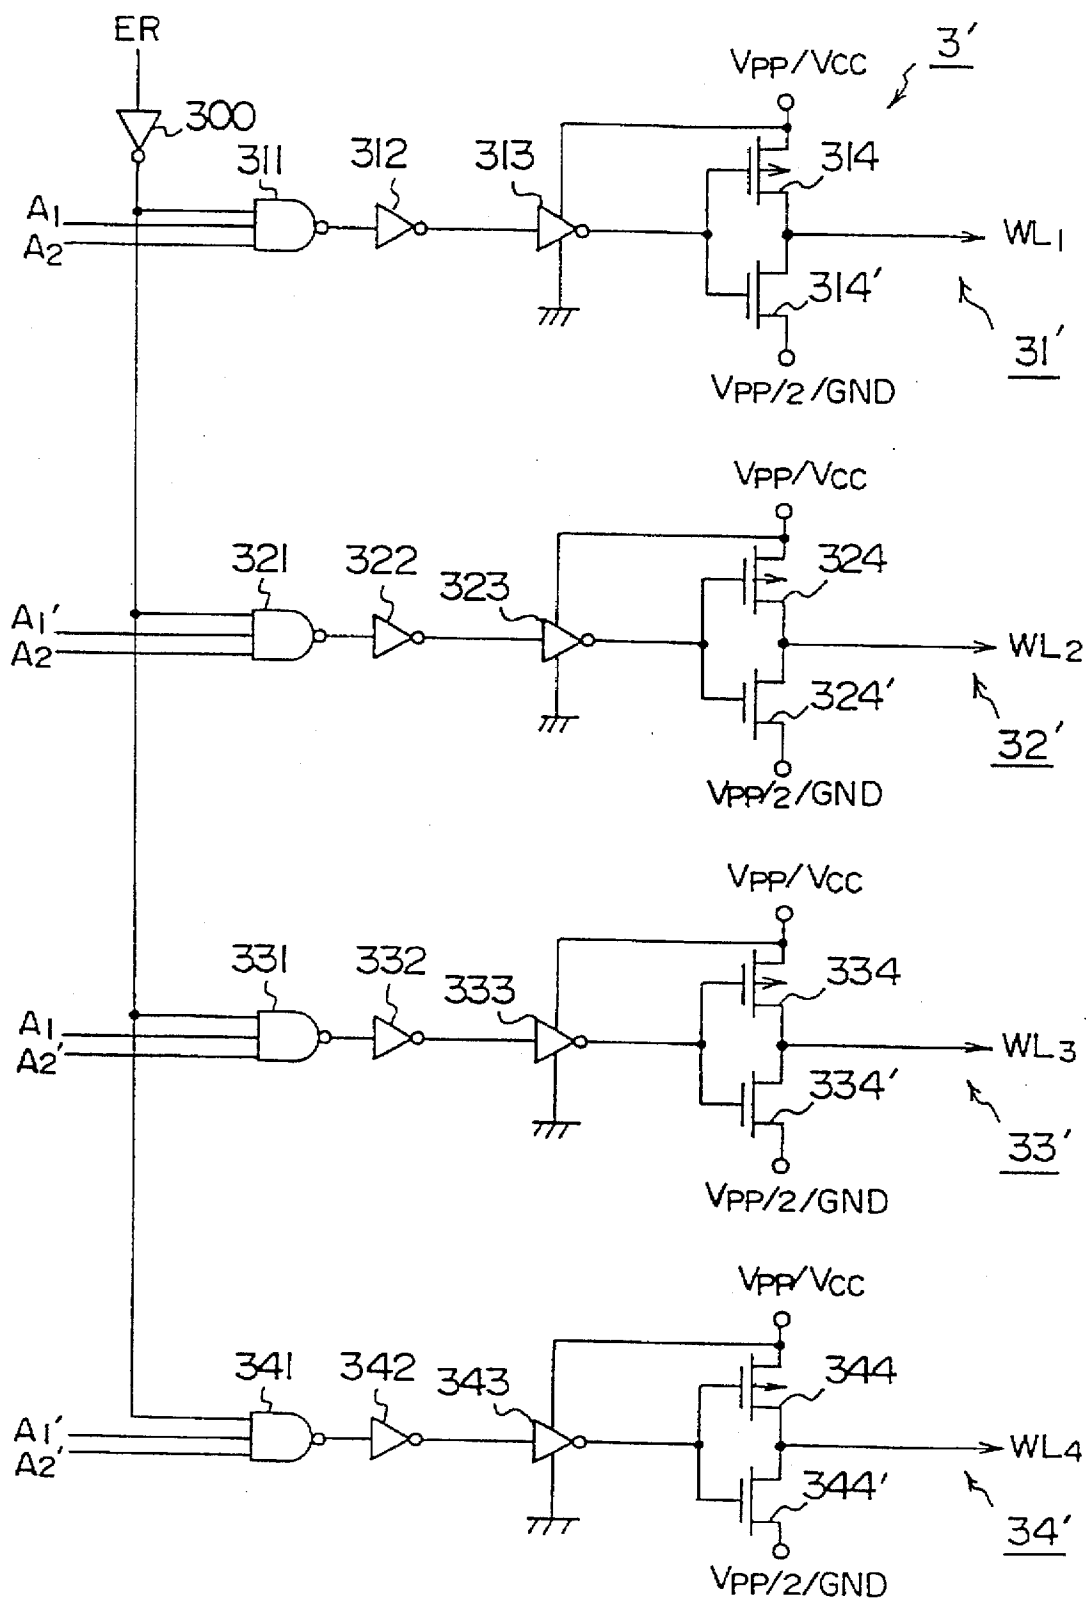 ER
3′
VPP/VCC
300
311
312
313
314
A1
A2
WL1
314′
31′
VPP/2/GND
VPP/VCC
321
322
323
324
A1′
A2
WL2
324′
32′
VPP/2/GND
VPP/VCC
331
332
333
334
A1
A2′
WL3
334′
33′
VPP/2/GND
VPP/VCC
341
342
343
344
A1′
A2′
WL4
344′
34′
VPP/2/GND